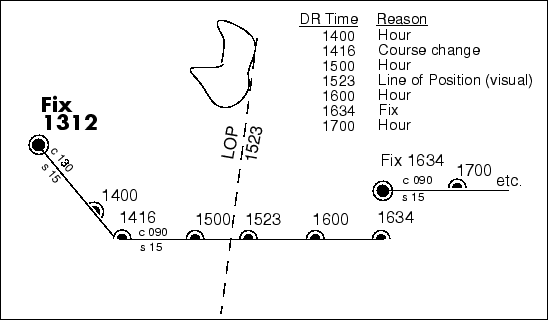 DR Time Reason
1400 Hour
1416 Course change
1500 Hour
1523 Line of Position (visual)
1600 Hour
1634 Fix
1700 Hour
Fix
1312
LOP
1523
c 130
s 15
1400
1416
c 090
s 15
1500
1523
1600
1634
Fix 1634
c 090
s 15
1700
etc.